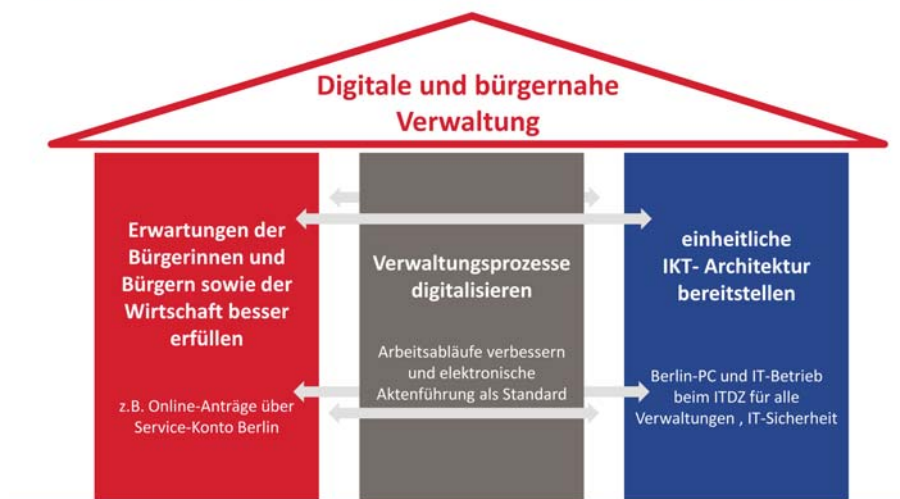 Digitale und bürgernahe
Verwaltung
Erwartungen der
Bürgerinnen und
Bürgern sowie der
Wirtschaft besser
erfüllen
z.B. Online-Anträge über
Service-Konto Berlin
Verwaltungsprozesse
digitalisieren
Arbeitsabläufe verbessern
und elektronische
Aktenführung als Standard
einheitliche
IKT- Architektur
bereitstellen
Berlin-PC und IT-Betrieb
beim ITDZ für alle
Verwaltungen , IT-Sicherheit